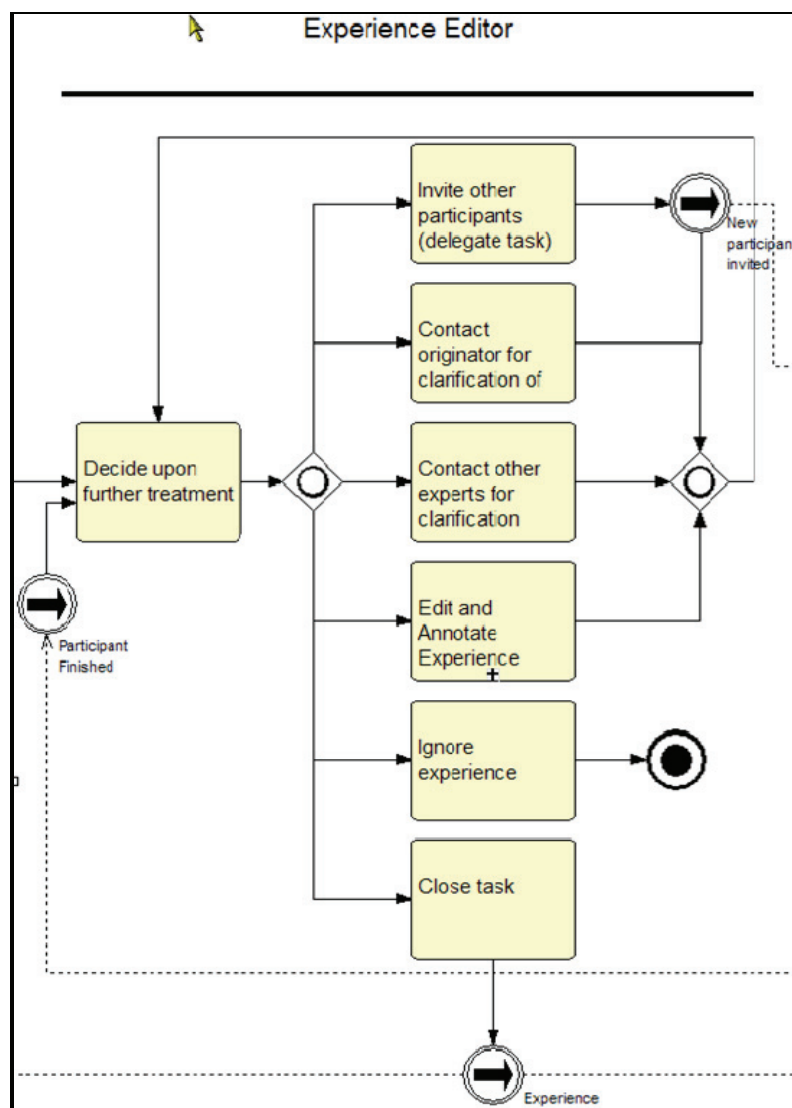 Experience Editor
Invite other
participants
(delegate task)
New
participan
invited
Contact
originator for
clarification of
Decide upon
further treatment
Contact other
experts for
clarification
Participant
Finished
Edit and
Annotate
Experience
Ignore
experience
Close task
Experience